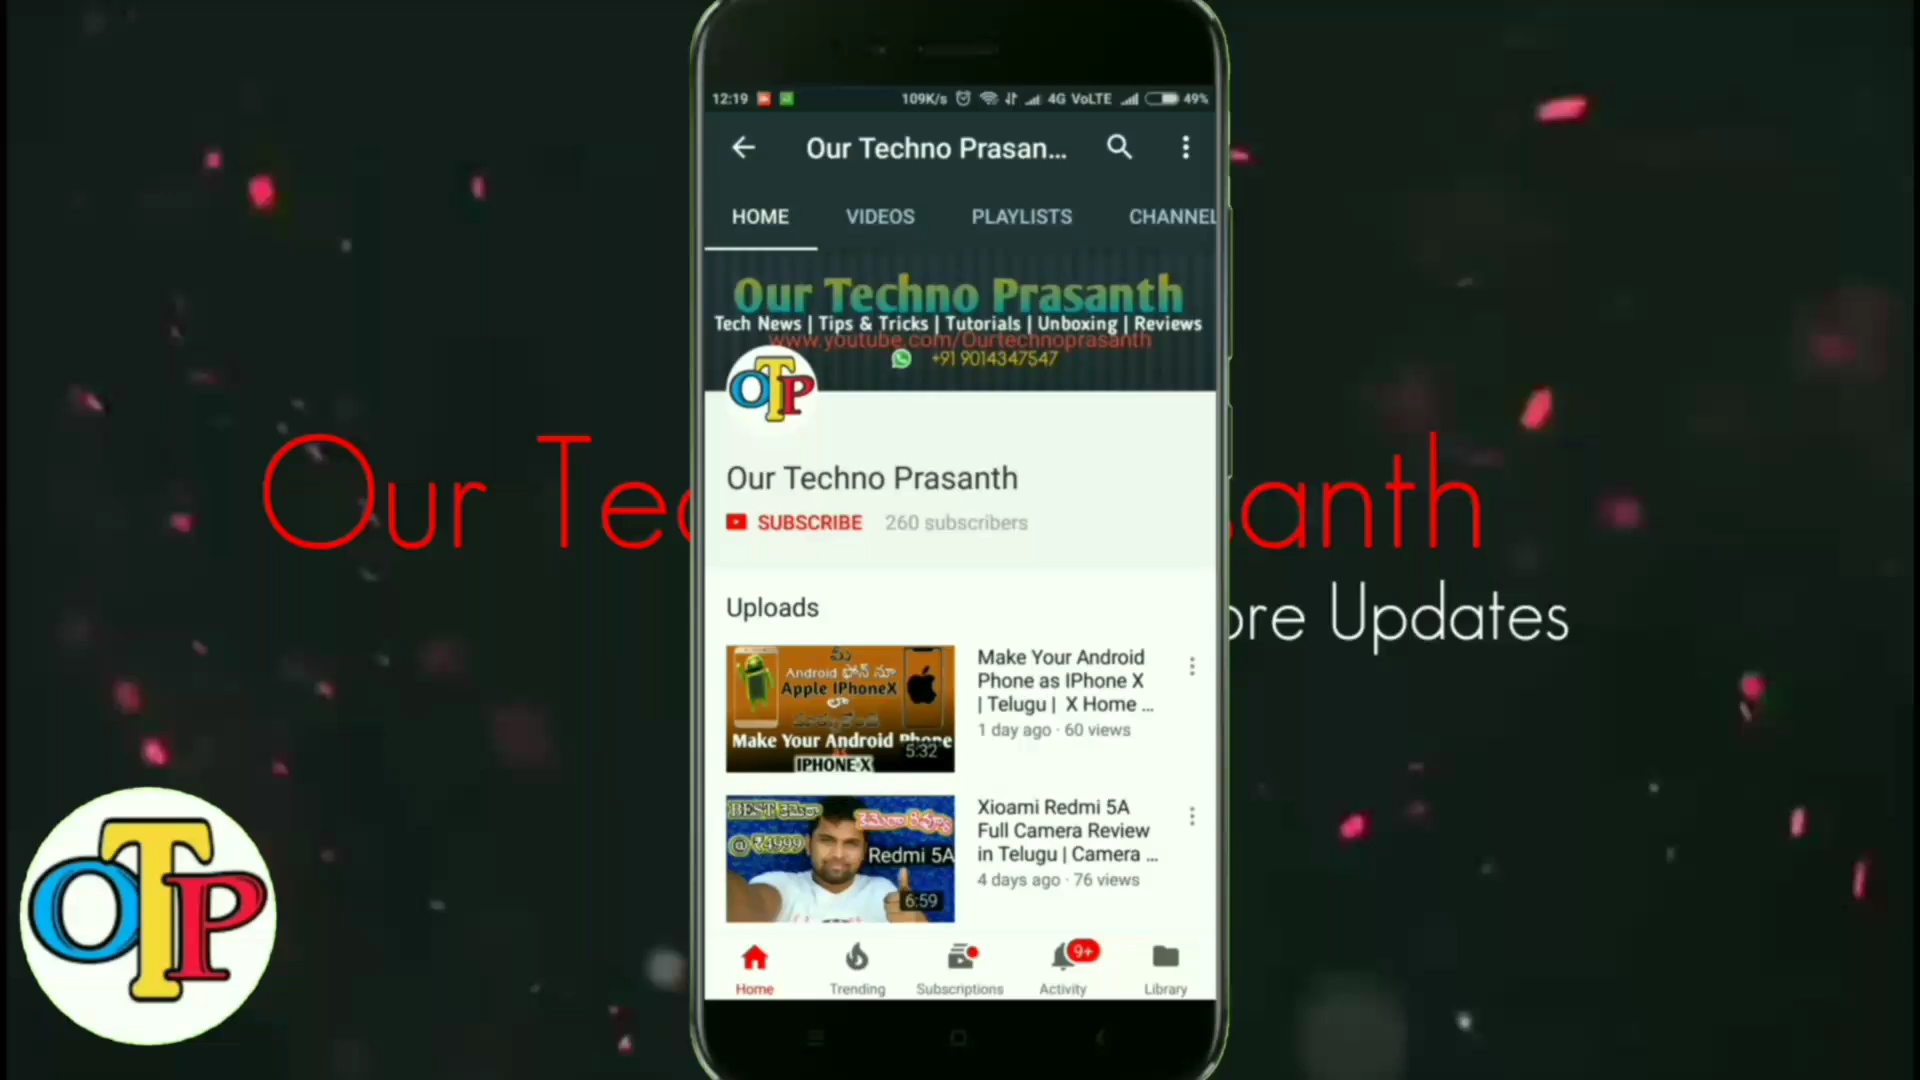 12:19
109K/s
4G VoLTE
49%
Our Techno Prasan...
HOME
VIDEOS
PLAYLISTS
CHANNEL
Our Techno Prasanth
Tech News | Tips & Tricks | Tutorials | Unboxing | Reviews
www.youtube.com/Ourtechnoprasanth
+91 9014347547
OTP
Our Techno Prasanth
SUBSCRIBE
260 subscribers
Our Tec
santh
ore Updates
Uploads
మీ
Android ఫోన్ నూ
Apple IPhoneX
లా
Make Your Android Phone
as
IPHONE X
5:32
Make Your Android
Phone as IPhone X
| Telugu | X Home ...
1 day ago · 60 views
BEST కెమెరా
@ ₹4999
కెమెరా రివ్యూ
Redmi 5A
6:59
Xioami Redmi 5A
Full Camera Review
in Telugu | Camera ...
4 days ago · 76 views
Home
Trending
Subscriptions
9+
Activity
Library
OTP